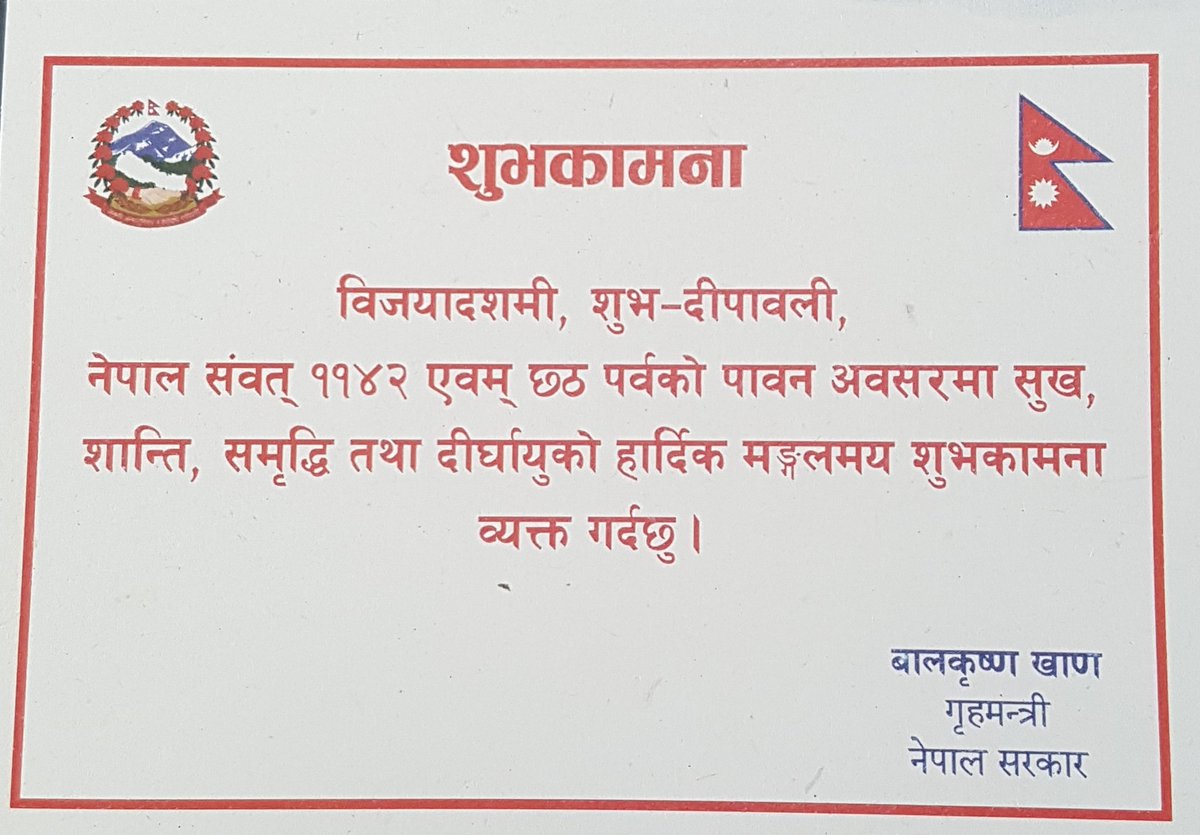 शुभकामना
विजयादशमी, शुभ-दीपावली,
नेपाल संवत् ११४२ एवम् छठ पर्वको पावन अवसरमा सुख,
शान्ति, समृद्धि तथा दीर्घायुको हार्दिक मङ्गलमय शुभकामना
व्यक्त गर्दछु ।
बालकृष्ण खाण
गृहमन्त्री
नेपाल सरकार